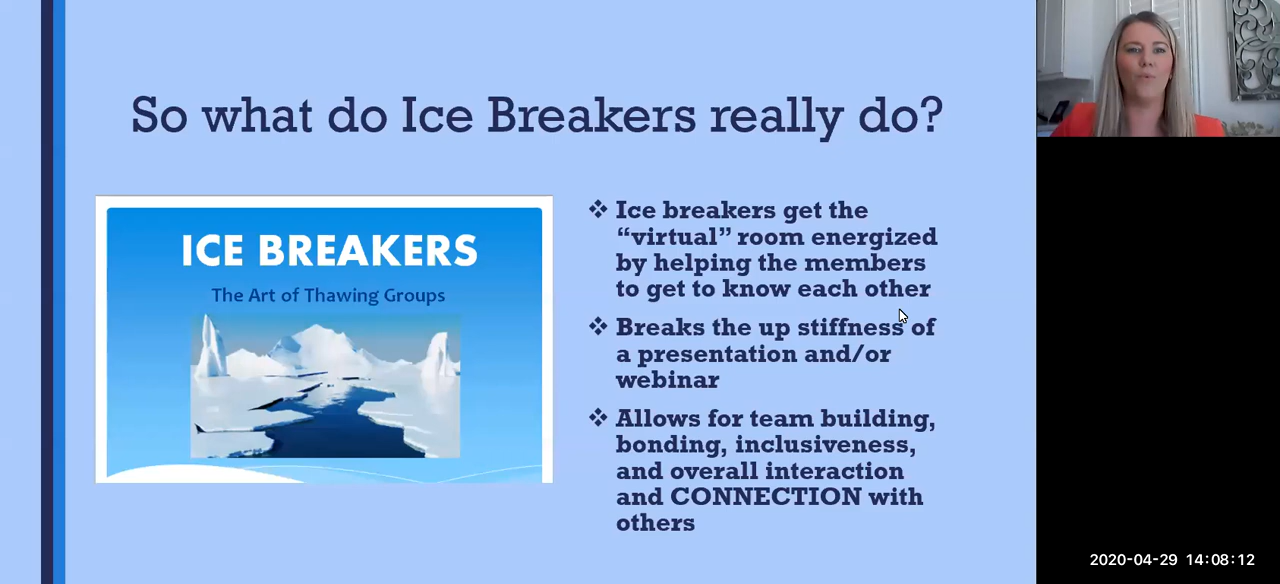 So what do Ice Breakers really do?
ICE BREAKERS
The Art of Thawing Groups
❖ Ice breakers get the
“virtual” room energized
by helping the members
to get to know each other
❖ Breaks the up stiffness of
a presentation and/or
webinar
❖ Allows for team building,
bonding, inclusiveness,
and overall interaction
and CONNECTION with
others
2020-04-29 14:08:12